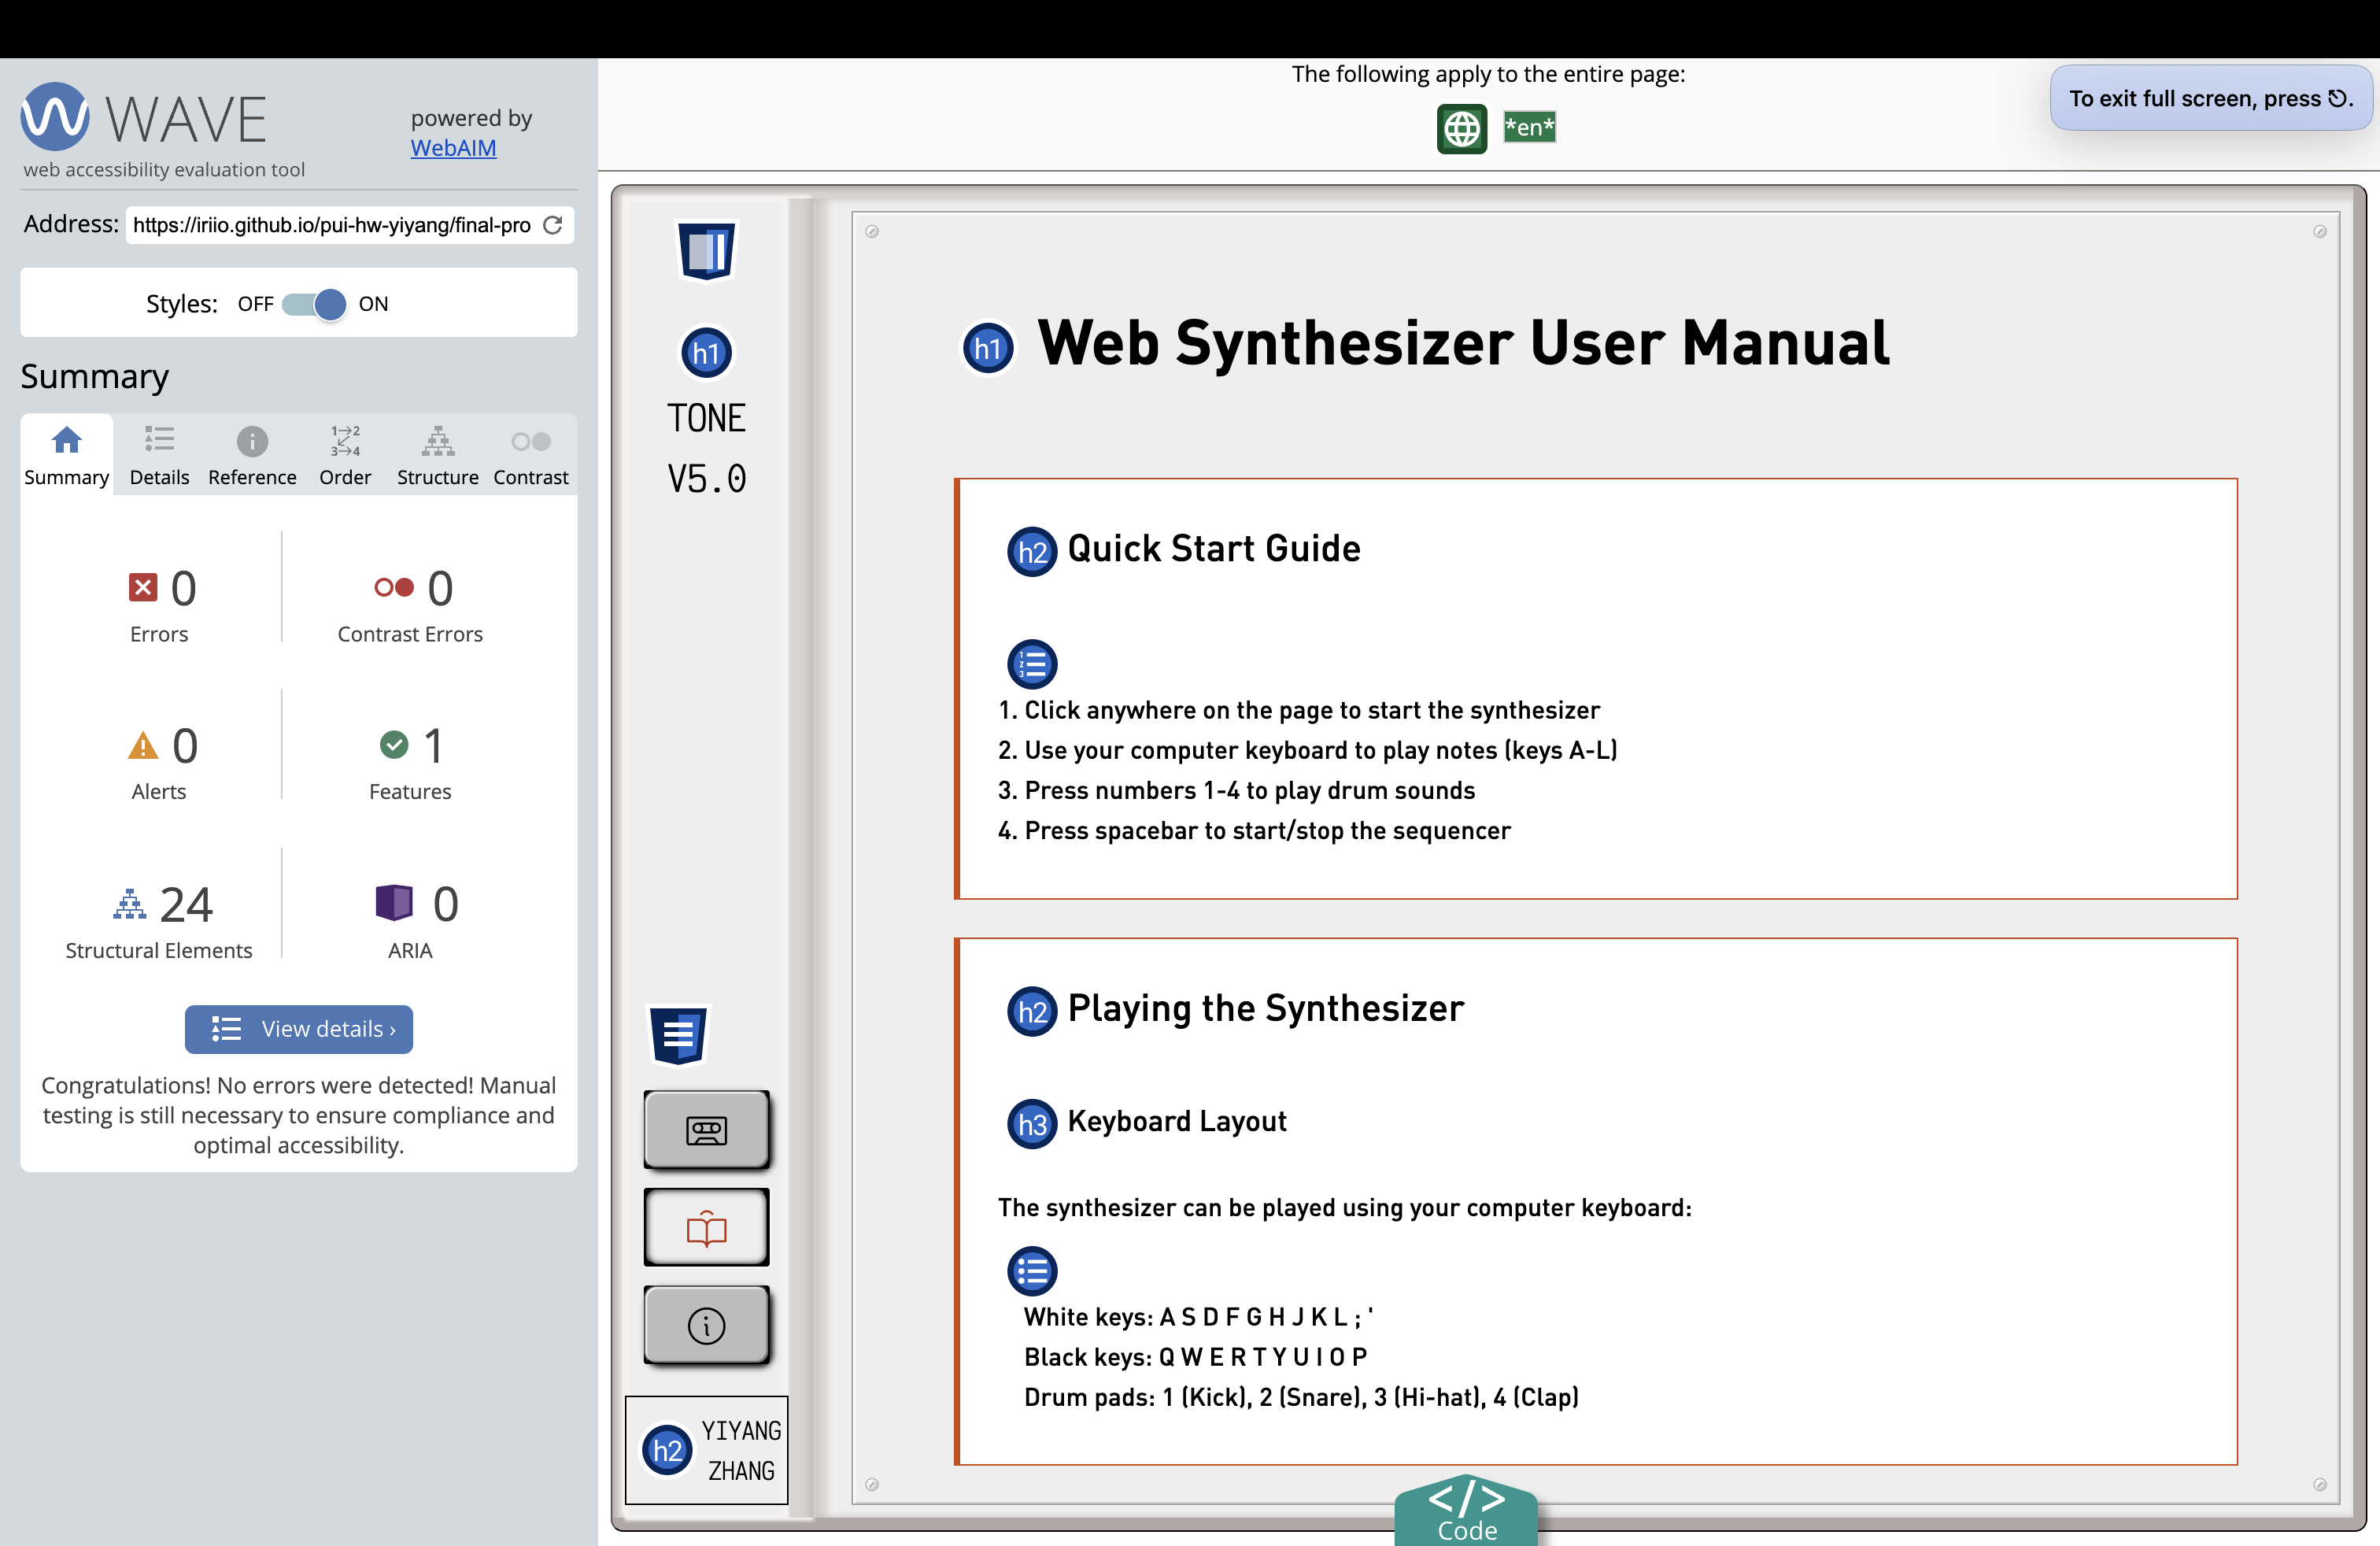 WAVE
web accessibility evaluation tool
powered by
WebAIM
Address: https://iriio.github.io/pui-hw-yiyang/final-pro
Styles: OFF ON
Summary
Summary Details Reference Order Structure Contrast
0
Errors
0
Contrast Errors
0
Alerts
1
Features
24
Structural Elements
0
ARIA
View details ›
Congratulations! No errors were detected! Manual
testing is still necessary to ensure compliance and
optimal accessibility.
The following apply to the entire page:
*en*
To exit full screen, press ⎋.
h1
TONE
V5.0
h2 YIYANG
ZHANG
h1 Web Synthesizer User Manual
h2 Quick Start Guide
1. Click anywhere on the page to start the synthesizer
2. Use your computer keyboard to play notes (keys A-L)
3. Press numbers 1-4 to play drum sounds
4. Press spacebar to start/stop the sequencer
h2 Playing the Synthesizer
h3 Keyboard Layout
The synthesizer can be played using your computer keyboard:
White keys: A S D F G H J K L ; '
Black keys: Q W E R T Y U I O P
Drum pads: 1 (Kick), 2 (Snare), 3 (Hi-hat), 4 (Clap)
</>
Code